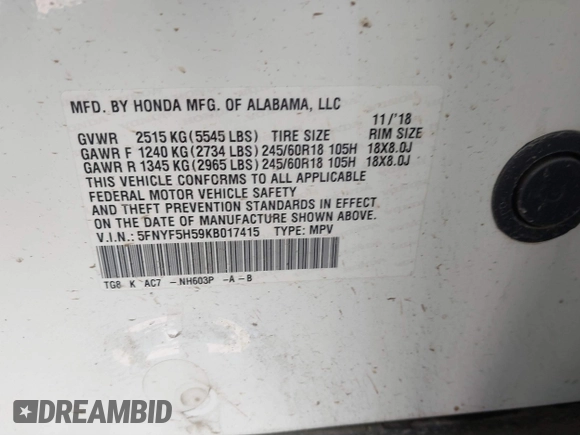 MFD. BY HONDA MFG. OF ALABAMA, LLC 11/'18
GVWR 2515 KG (5545 LBS) TIRE SIZE RIM SIZE
GAWR F 1240 KG (2734 LBS) 245/60R18 105H 18X8.0J
GAWR R 1345 KG (2965 LBS) 245/60R18 105H 18X8.0J
THIS VEHICLE CONFORMS TO ALL APPLICABLE
FEDERAL MOTOR VEHICLE SAFETY
AND THEFT PREVENTION STANDARDS IN EFFECT
ON THE DATE OF MANUFACTURE SHOWN ABOVE.
V.I.N.: 5FNYF5H59KB017415 TYPE: MPV
TG8 K AC7 -NH603P -A-B
DREAMBID